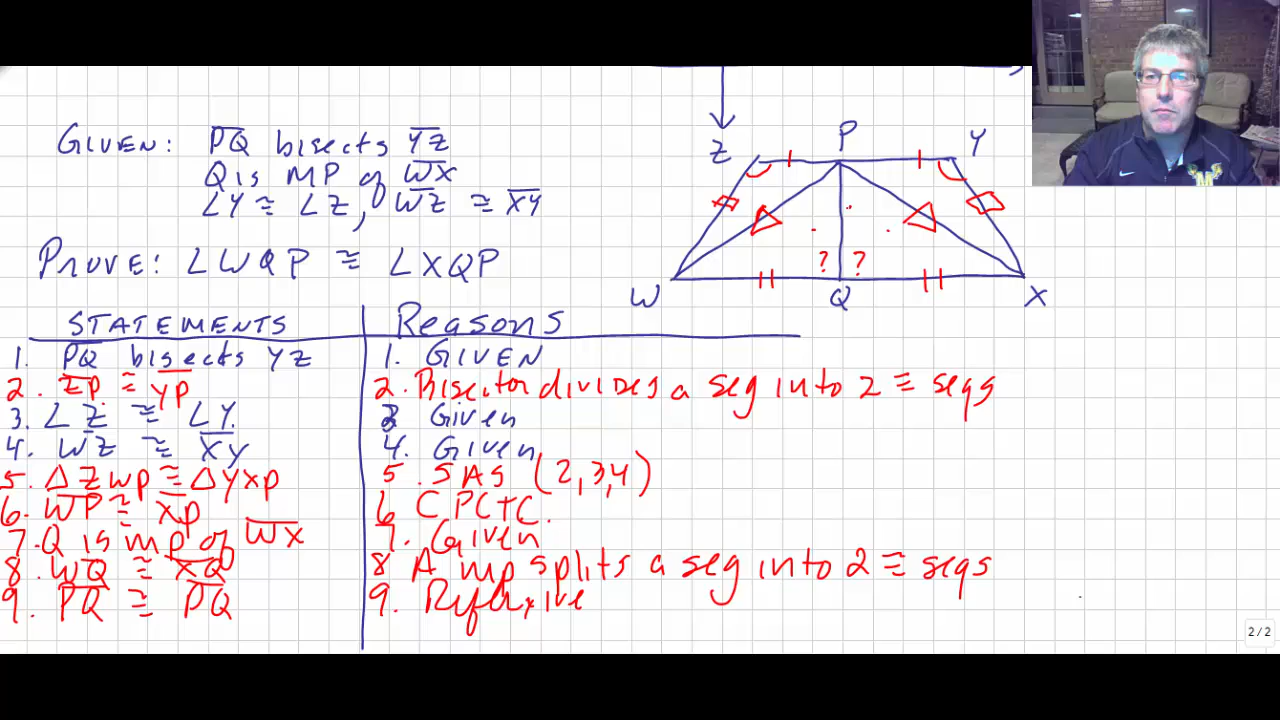 GIVEN: PQ bisects YZ
Q is MP of WX
∠Y ≅ ∠Z, WZ ≅ XY
PROVE: ∠WQP ≅ ∠XQP
Z P Y
? ?
W Q X
STATEMENTS Reasons
1. PQ bisects YZ 1. GIVEN
2. ZP ≅ YP 2. Bisector divides a seg into 2 ≅ segs
3. ∠Z ≅ ∠Y. 3 Given
4. WZ ≅ XY 4. Given
5. △ZWP ≅ △YXP 5. SAS (2,3,4)
6. WP ≅ XP 6 CPCTC.
7. Q is mp of WX 7. Given
8. WQ ≅ XQ 8 A mp splits a seg into 2 ≅ segs
9. PQ ≅ PQ 9. Reflexive
2/2